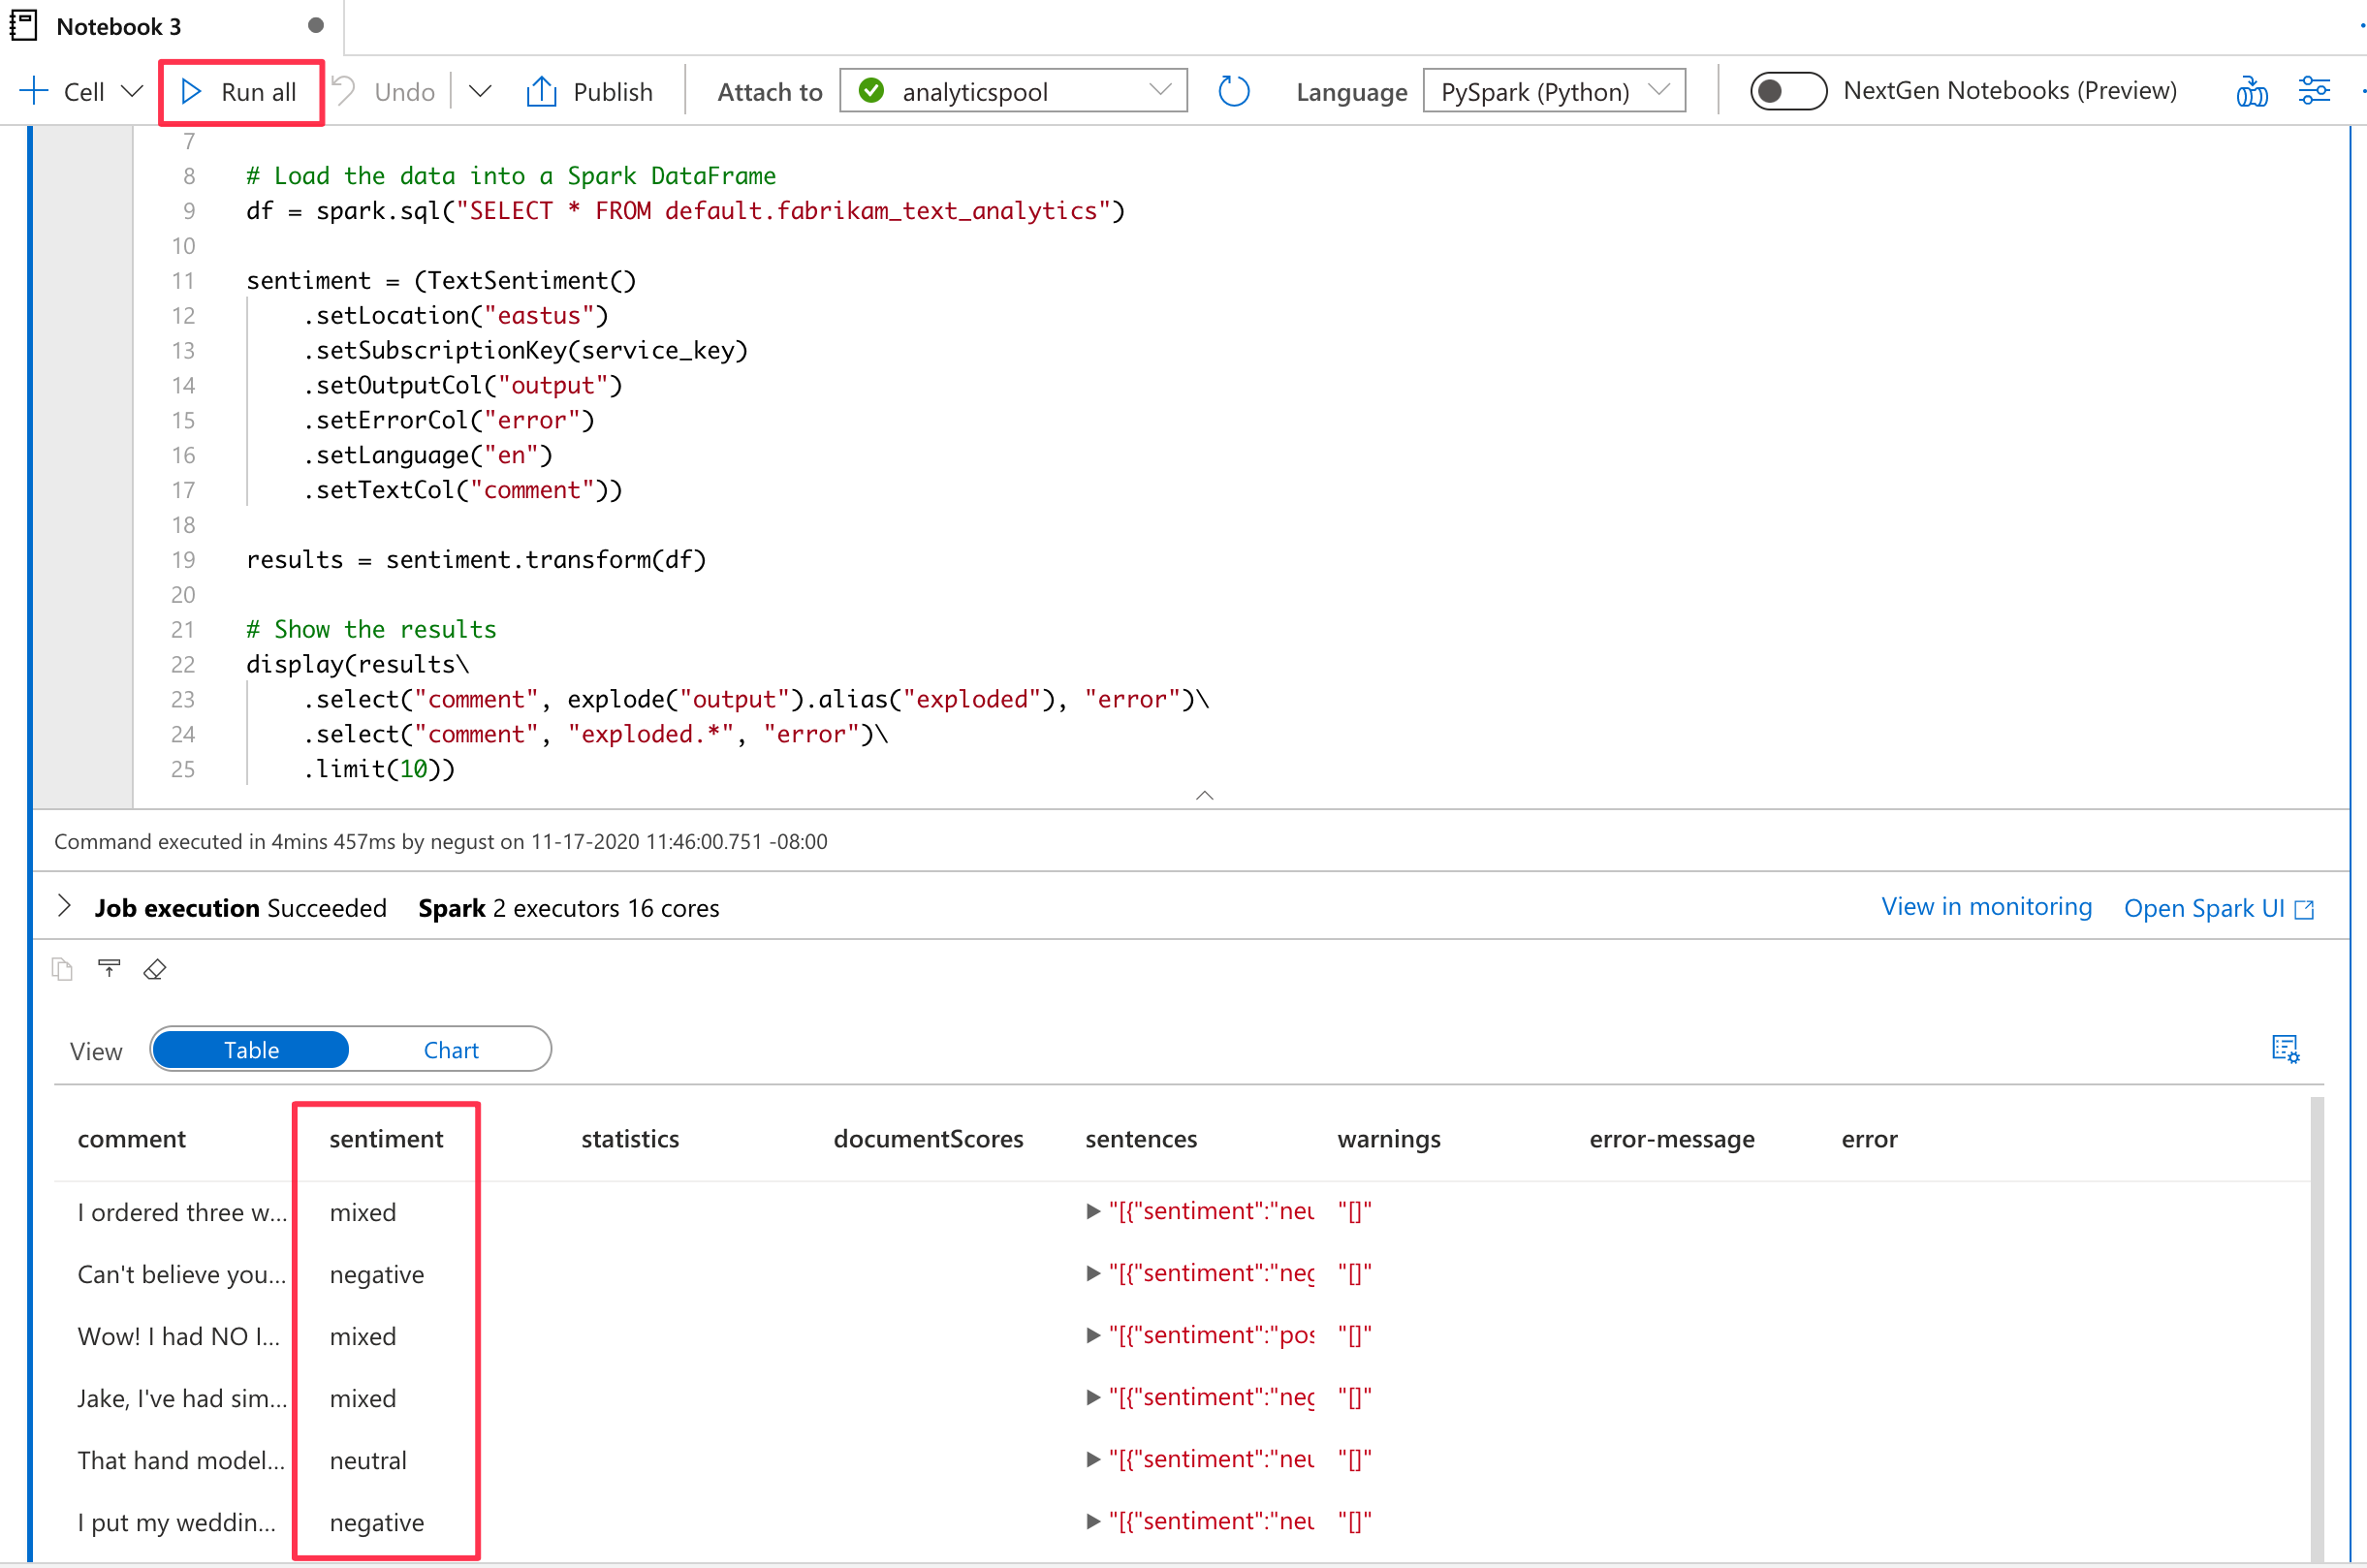 Notebook 3
Cell Run all Undo Publish Attach to analyticspool Language PySpark (Python) NextGen Notebooks (Preview)
7
8 # Load the data into a Spark DataFrame
9 df = spark.sql("SELECT * FROM default.fabrikam_text_analytics")
10
11 sentiment = (TextSentiment()
12 .setLocation("eastus")
13 .setSubscriptionKey(service_key)
14 .setOutputCol("output")
15 .setErrorCol("error")
16 .setLanguage("en")
17 .setTextCol("comment"))
18
19 results = sentiment.transform(df)
20
21 # Show the results
22 display(results\
23 .select("comment", explode("output").alias("exploded"), "error")\
24 .select("comment", "exploded.*", "error")\
25 .limit(10))
Command executed in 4mins 457ms by negust on 11-17-2020 11:46:00.751 -08:00
Job execution Succeeded Spark 2 executors 16 cores View in monitoring Open Spark UI
View Table Chart
comment sentiment statistics documentScores sentences warnings error-message error
I ordered three w... mixed "[{"sentiment":"neu "[]"
Can't believe you... negative "[{"sentiment":"neg "[]"
Wow! I had NO I... mixed "[{"sentiment":"pos "[]"
Jake, I've had sim... mixed "[{"sentiment":"neg "[]"
That hand model... neutral "[{"sentiment":"neu "[]"
I put my weddin... negative "[{"sentiment":"neu "[]"